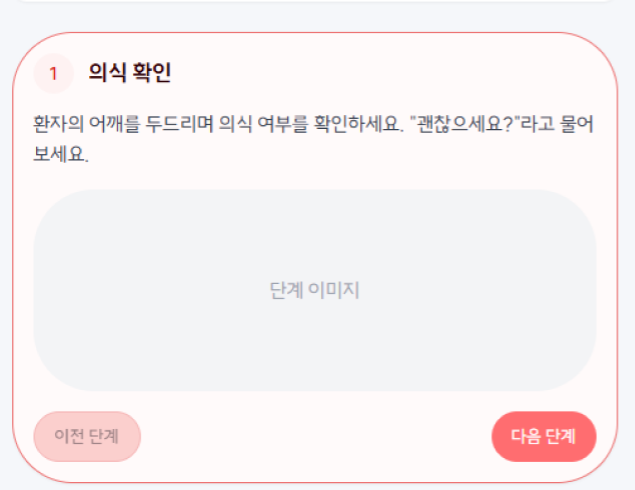 1
의식 확인
환자의 어깨를 두드리며 의식 여부를 확인하세요. "괜찮으세요?"라고 물어
보세요.
단계 이미지
이전 단계
다음 단계